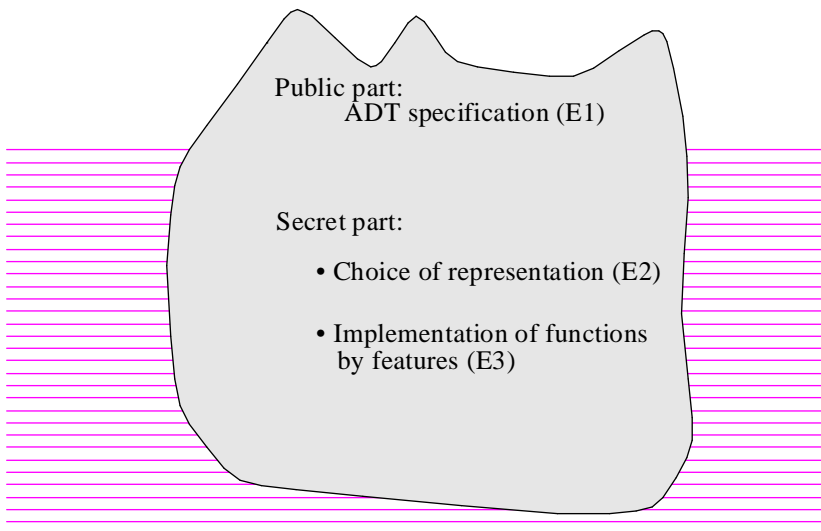 Public part:
ADT specification (E1)
Secret part:
• Choice of representation (E2)
• Implementation of functions
by features (E3)